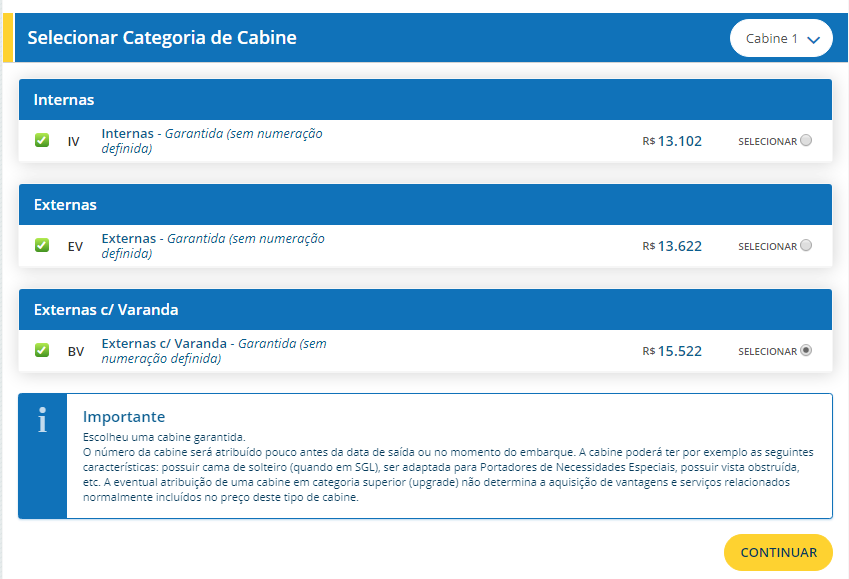 Selecionar Categoria de Cabine
Cabine 1
Internas
IV
Internas - Garantida (sem numeração
definida)
R$ 13.102
SELECIONAR
Externas
EV
Externas - Garantida (sem numeração
definida)
R$ 13.622
SELECIONAR
Externas c/ Varanda
BV
Externas c/ Varanda - Garantida (sem
numeração definida)
R$ 15.522
SELECIONAR
i
Importante
Escolheu uma cabine garantida.
O número da cabine será atribuído pouco antes da data de saída ou no momento do embarque. A cabine poderá ter por exemplo as seguintes
características: possuir cama de solteiro (quando em SGL), ser adaptada para Portadores de Necessidades Especiais, possuir vista obstruída,
etc. A eventual atribuição de uma cabine em categoria superior (upgrade) não determina a aquisição de vantagens e serviços relacionados
normalmente incluídos no preço deste tipo de cabine.
CONTINUAR